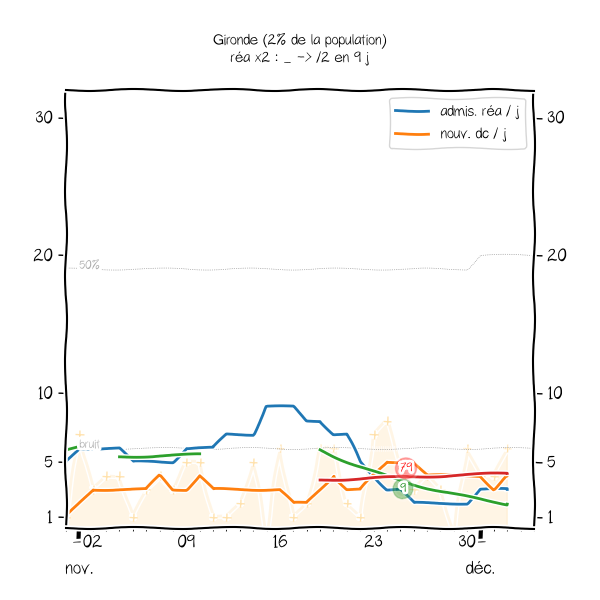 Gironde (2% de la population)
réa x2 : _ -> /2 en 9 j
admis. réa / j
nouv. dc / j
30
30
20
20
50%
10
10
bruit
79
5
5
9
1
1
02
09
16
23
30
nov.
déc.